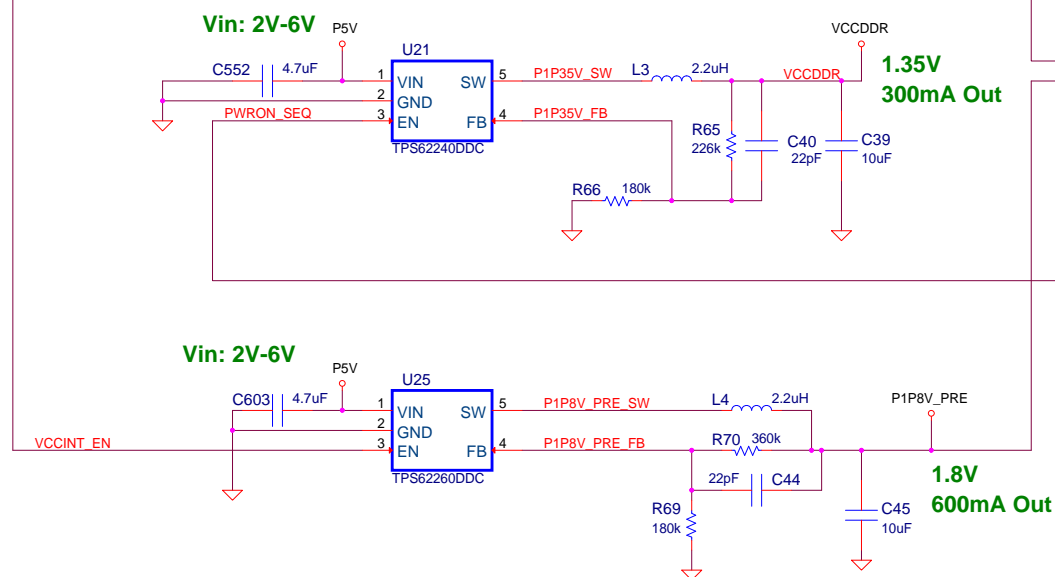 Vin: 2V-6V
P5V
VCCDDR
U21
C552
4.7uF
1
VIN
SW
5
P1P35V_SW
L3
2.2uH
VCCDDR
1.35V
300mA Out
2
GND
PWRON_SEQ
3
EN
FB
4
P1P35V_FB
TPS62240DDC
R65
226k
C40
22pF
C39
10uF
R66
180k
Vin: 2V-6V
P5V
U25
C603
4.7uF
1
VIN
SW
5
P1P8V_PRE_SW
L4
2.2uH
P1P8V_PRE
2
GND
VCCINT_EN
3
EN
FB
4
P1P8V_PRE_FB
R70
360k
TPS62260DDC
22pF
C44
1.8V
600mA Out
R69
180k
C45
10uF